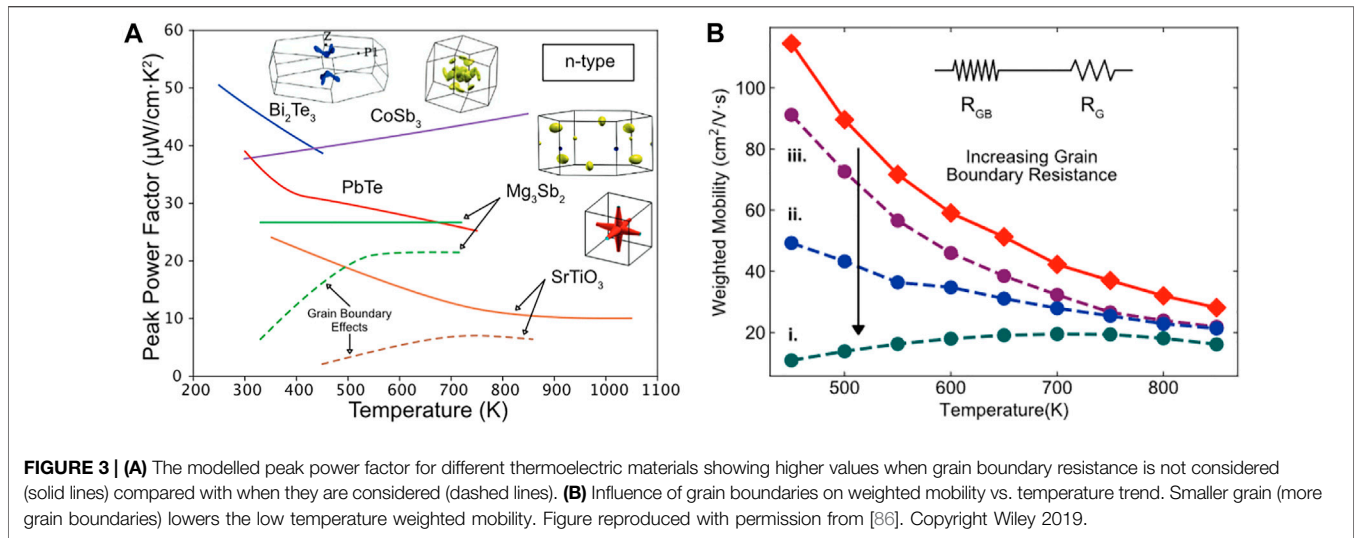 A
Peak Power Factor (μW/cm·K²)
60
50
40
30
20
10
0
200 300 400 500 600 700 800 900 1000 1100
Temperature (K)
Z
P1
n-type
Bi₂Te₃
CoSb₃
PbTe
Mg₃Sb₂
SrTiO₃
Grain Boundary
Effects
B
Weighted Mobility (cm²/V·s)
100
80
60
40
20
500 600 700 800
Temperature(K)
R_GB R_G
Increasing Grain
Boundary Resistance
iii.
ii.
i.
FIGURE 3 | (A) The modelled peak power factor for different thermoelectric materials showing higher values when grain boundary resistance is not considered
(solid lines) compared with when they are considered (dashed lines). (B) Influence of grain boundaries on weighted mobility vs. temperature trend. Smaller grain (more
grain boundaries) lowers the low temperature weighted mobility. Figure reproduced with permission from [86]. Copyright Wiley 2019.